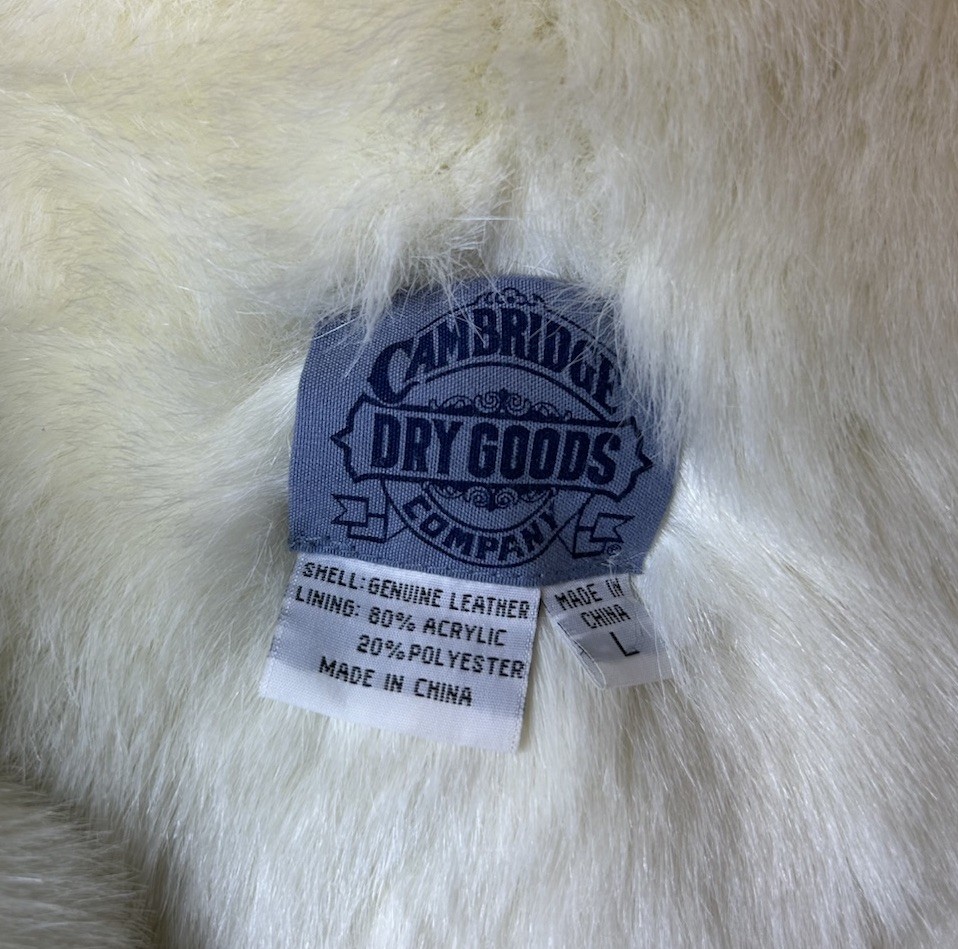 CAMBRIDGE
DRY GOODS
COMPANY
®
SHELL: GENUINE LEATHER
LINING: 80% ACRYLIC
20% POLYESTER
MADE IN CHINA
MADE IN
CHINA
L